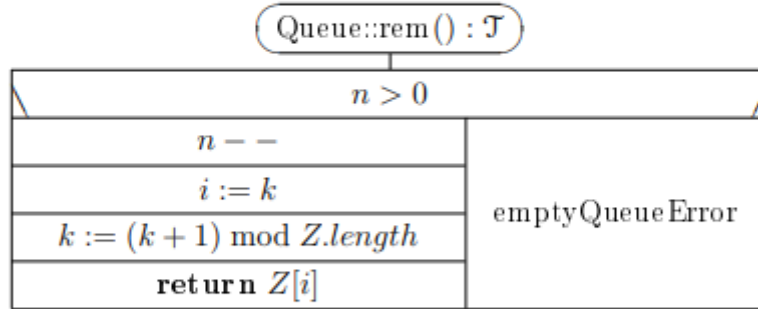 Queue::rem() : 𝒯
n > 0
n − −
i := k
k := (k + 1) mod Z.length
return Z[i]
emptyQueueError